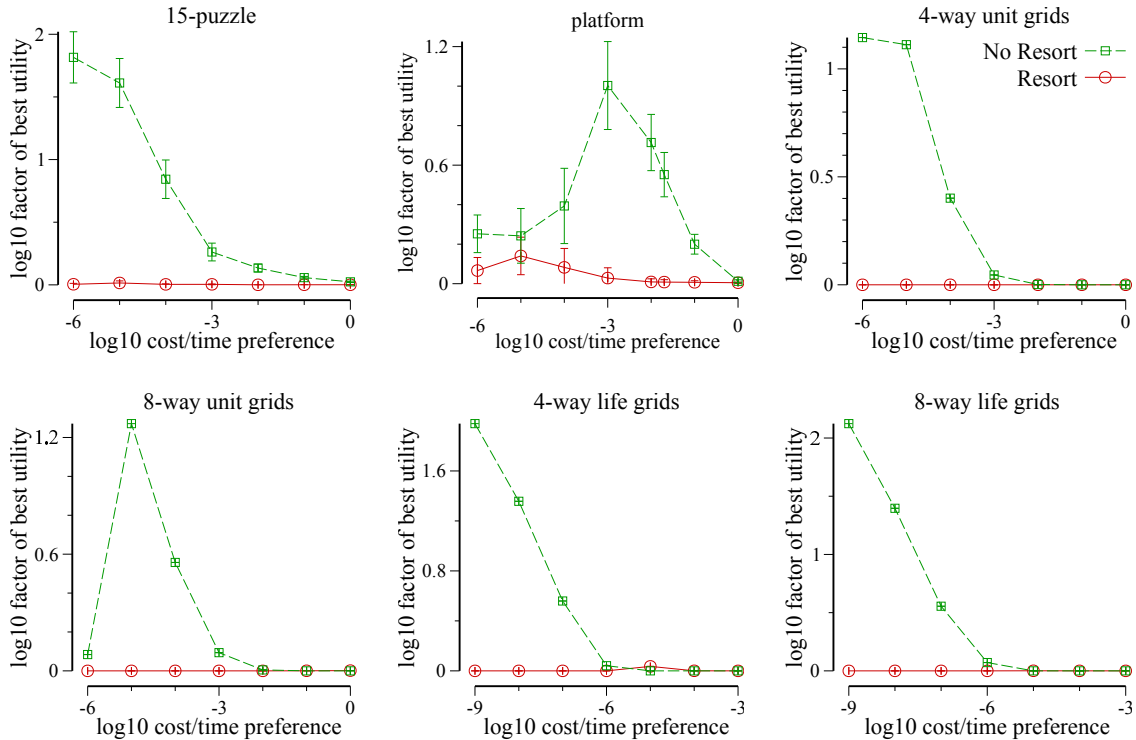 15-puzzle
log10 factor of best utility
2
1
0
-6
-3
0
log10 cost/time preference
platform
log10 factor of best utility
1.2
0.6
0
-6
-3
0
log10 cost/time preference
4-way unit grids
No Resort
Resort
log10 factor of best utility
1
0.5
0
-6
-3
0
log10 cost/time preference
8-way unit grids
log10 factor of best utility
1.2
0.6
0
-6
-3
0
log10 cost/time preference
4-way life grids
log10 factor of best utility
1.6
0.8
0
-9
-6
-3
log10 cost/time preference
8-way life grids
log10 factor of best utility
2
1
0
-9
-6
-3
log10 cost/time preference